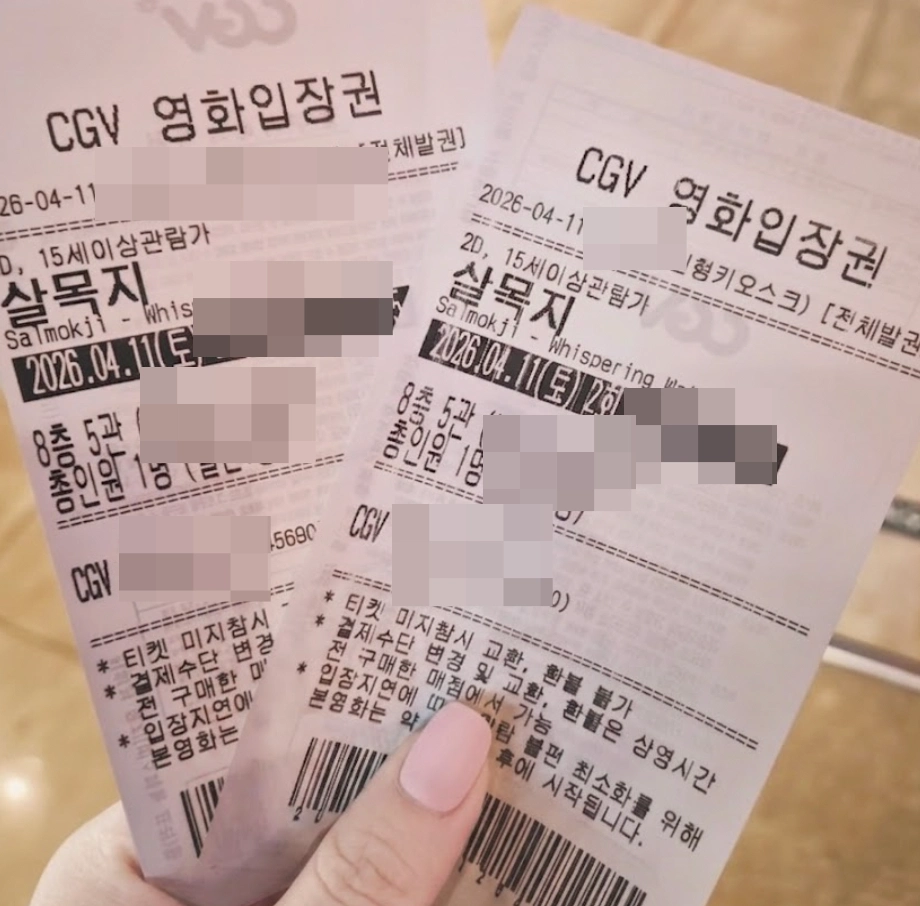 CGV 영화입장권
[전체발권]
26-04-11
D, 15세이상관람가
살목지
Salmokji - Whis
2026.04.11(토)
8층 5관
총인원 1명
45690
CGV
* 티켓 미지참시
* 결제수단 변경
전 구매한 매
* 입장지연에
본영화는
CGV 영화입장권
2026-04-11
형키오스크) [전체발권
2D, 15세이상관람가
살목지
Salmokji - Whispering
2026.04.11(토) 2회
8층 5관
총인원 1명
CGV
0)
* 티켓 미지참시 교환, 환불 불가
* 결제수단 변경 및 교환, 환불은 상영시간
전 구매한 매점에서 가능
* 입장지연에 따 관람 불편 최소화를 위해
본영화는 약 후에 시작됩니다.